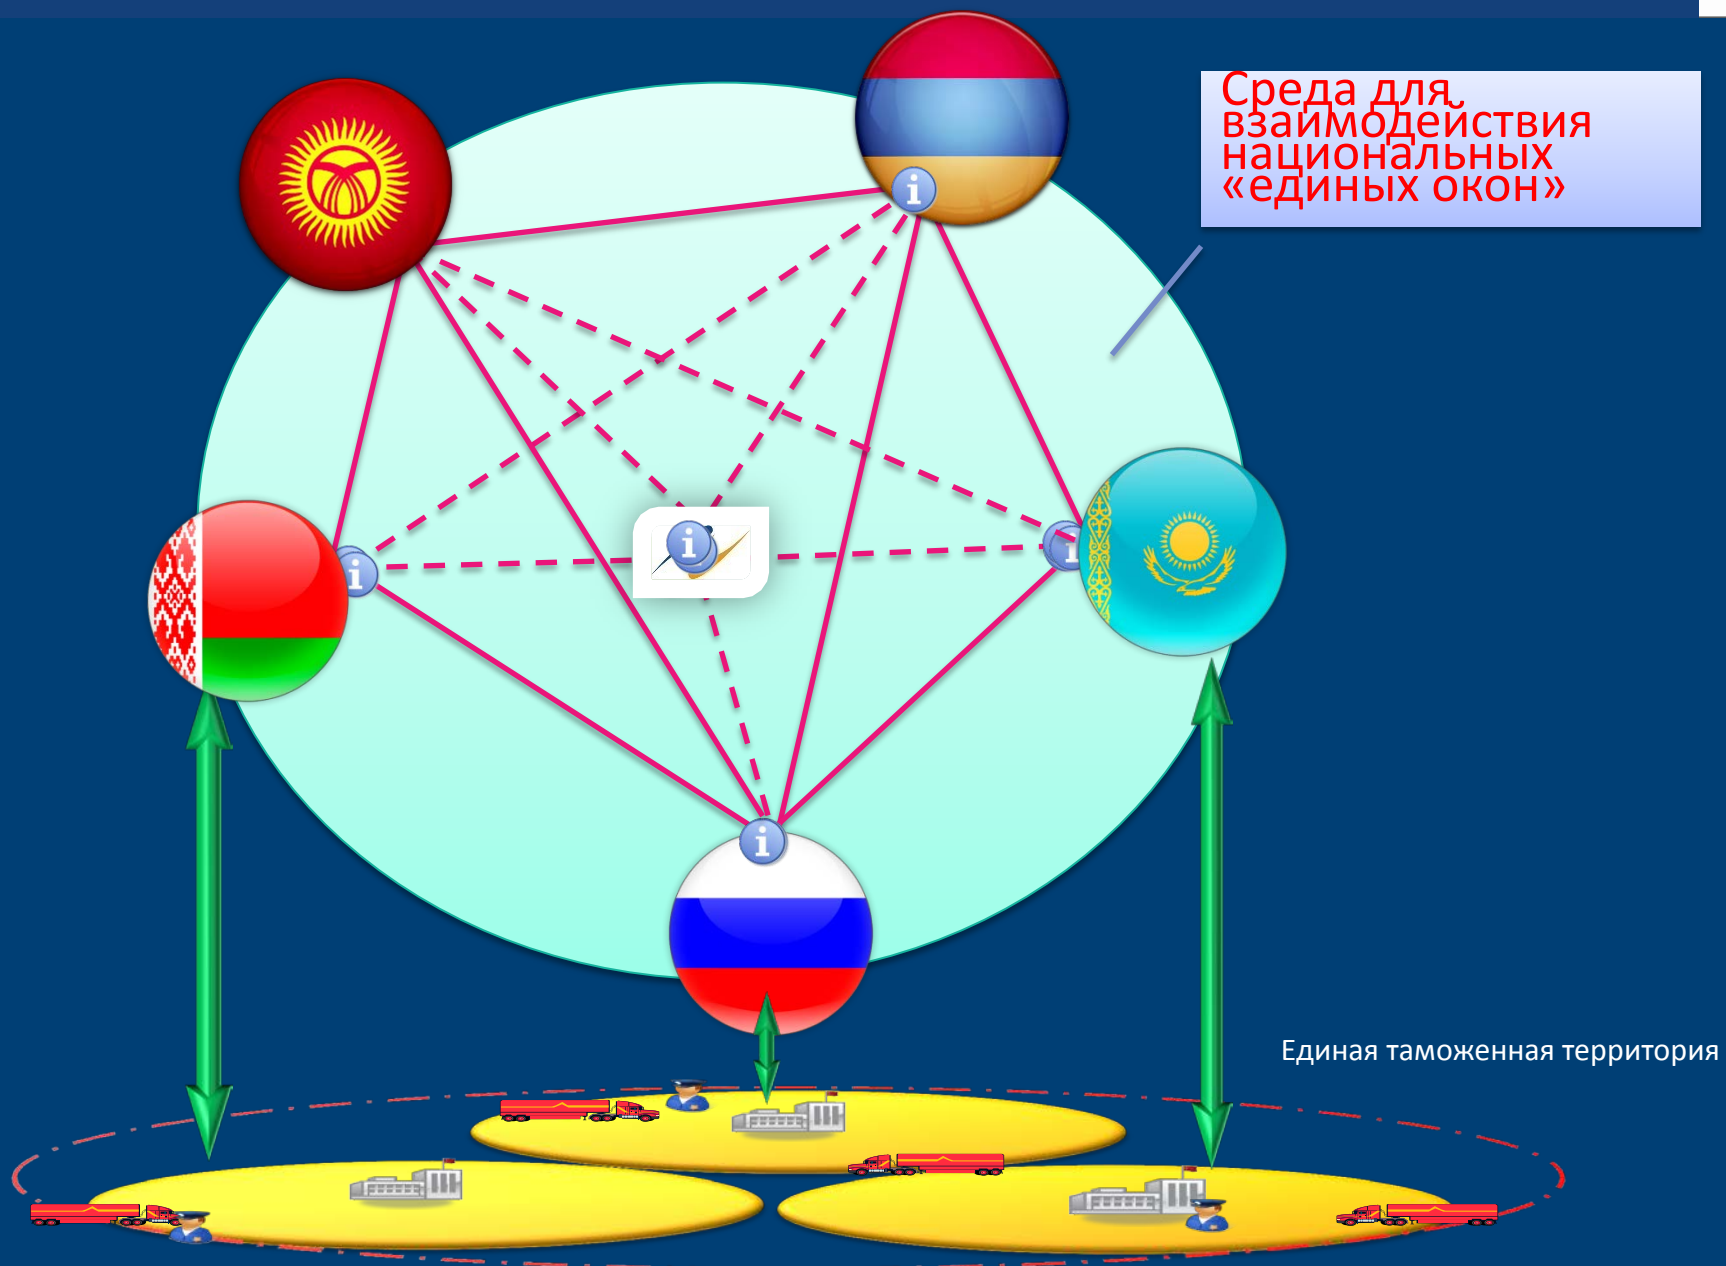 Среда для
взаимодействия
национальных
«единых окон»
i
i
i
i
i
Единая таможенная территория